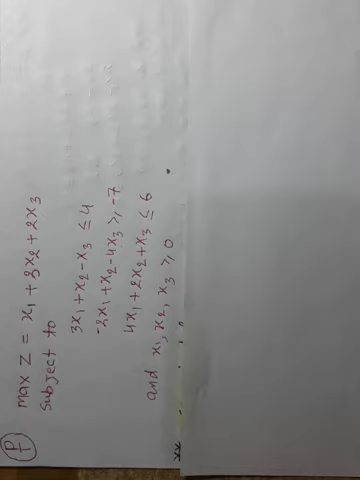 P/1 max Z = x₁ + 3x₂ + 2x₃
subject to
3x₁ + x₂ - x₃ ≤ 4
-2x₁ + x₂ - 4x₃ ≥ -7
4x₁ + 2x₂ + x₃ ≤ 6
and x₁, x₂, x₃ ≥ 0